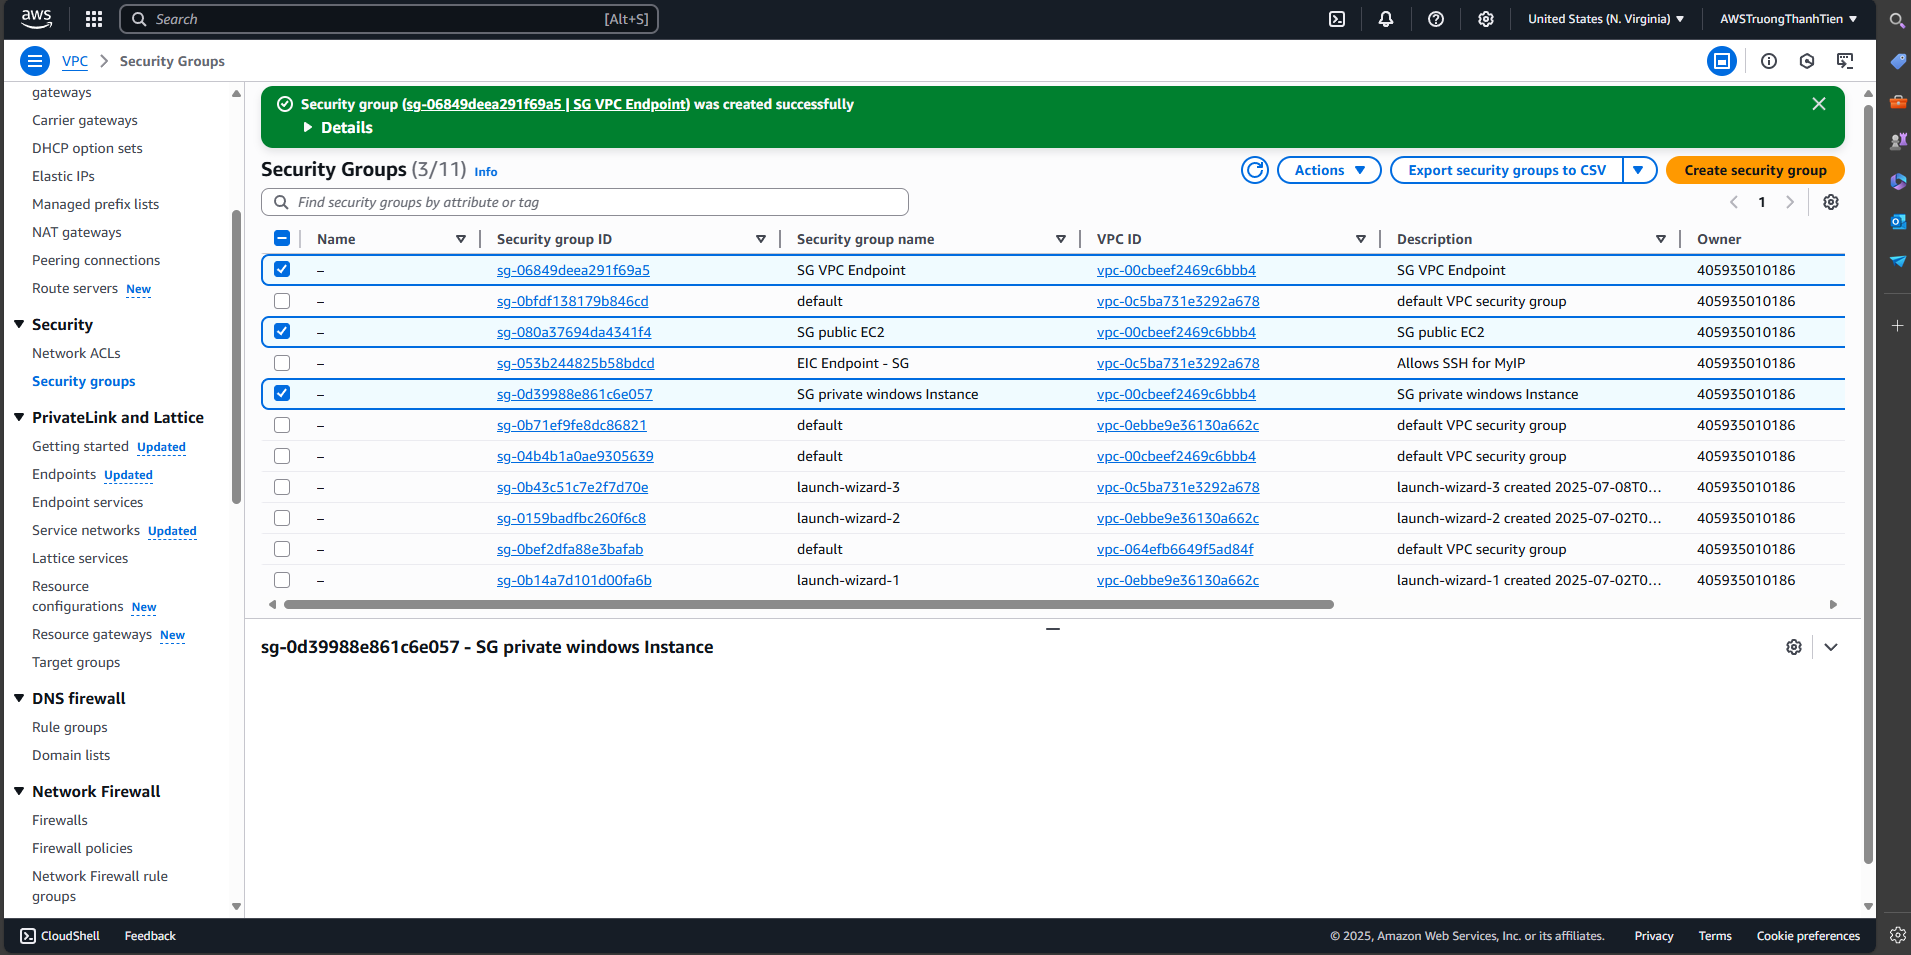 aws
Search
[Alt+S]
United States (N. Virginia)
AWSTruongThanhTien
VPC
Security Groups
gateways
Carrier gateways
DHCP option sets
Elastic IPs
Managed prefix lists
NAT gateways
Peering connections
Route servers New
Security
Network ACLs
Security groups
PrivateLink and Lattice
Getting started Updated
Endpoints Updated
Endpoint services
Service networks Updated
Lattice services
Resource
configurations New
Resource gateways New
Target groups
DNS firewall
Rule groups
Domain lists
Network Firewall
Firewalls
Firewall policies
Network Firewall rule
groups
Security group (sg-06849deea291f69a5 | SG VPC Endpoint) was created successfully
Details
Security Groups (3/11) Info
Actions
Export security groups to CSV
Create security group
Find security groups by attribute or tag
1
Name Security group ID Security group name VPC ID Description Owner
– sg-06849deea291f69a5 SG VPC Endpoint vpc-00cbeef2469c6bbb4 SG VPC Endpoint 405935010186
– sg-0bfdf138179b846cd default vpc-0c5ba731e3292a678 default VPC security group 405935010186
– sg-080a37694da4341f4 SG public EC2 vpc-00cbeef2469c6bbb4 SG public EC2 405935010186
– sg-053b244825b58bdcd EIC Endpoint - SG vpc-0c5ba731e3292a678 Allows SSH for MyIP 405935010186
– sg-0d39988e861c6e057 SG private windows Instance vpc-00cbeef2469c6bbb4 SG private windows Instance 405935010186
– sg-0b71ef9fe8dc86821 default vpc-0ebbe9e36130a662c default VPC security group 405935010186
– sg-04b4b1a0ae9305639 default vpc-00cbeef2469c6bbb4 default VPC security group 405935010186
– sg-0b43c51c7e2f7d70e launch-wizard-3 vpc-0c5ba731e3292a678 launch-wizard-3 created 2025-07-08T0... 405935010186
– sg-0159badfbc260f6c8 launch-wizard-2 vpc-0ebbe9e36130a662c launch-wizard-2 created 2025-07-02T0... 405935010186
– sg-0bef2dfa88e3bafab default vpc-064efb6649f5ad84f default VPC security group 405935010186
– sg-0b14a7d101d00fa6b launch-wizard-1 vpc-0ebbe9e36130a662c launch-wizard-1 created 2025-07-02T0... 405935010186
sg-0d39988e861c6e057 - SG private windows Instance
CloudShell
Feedback
© 2025, Amazon Web Services, Inc. or its affiliates.
Privacy
Terms
Cookie preferences